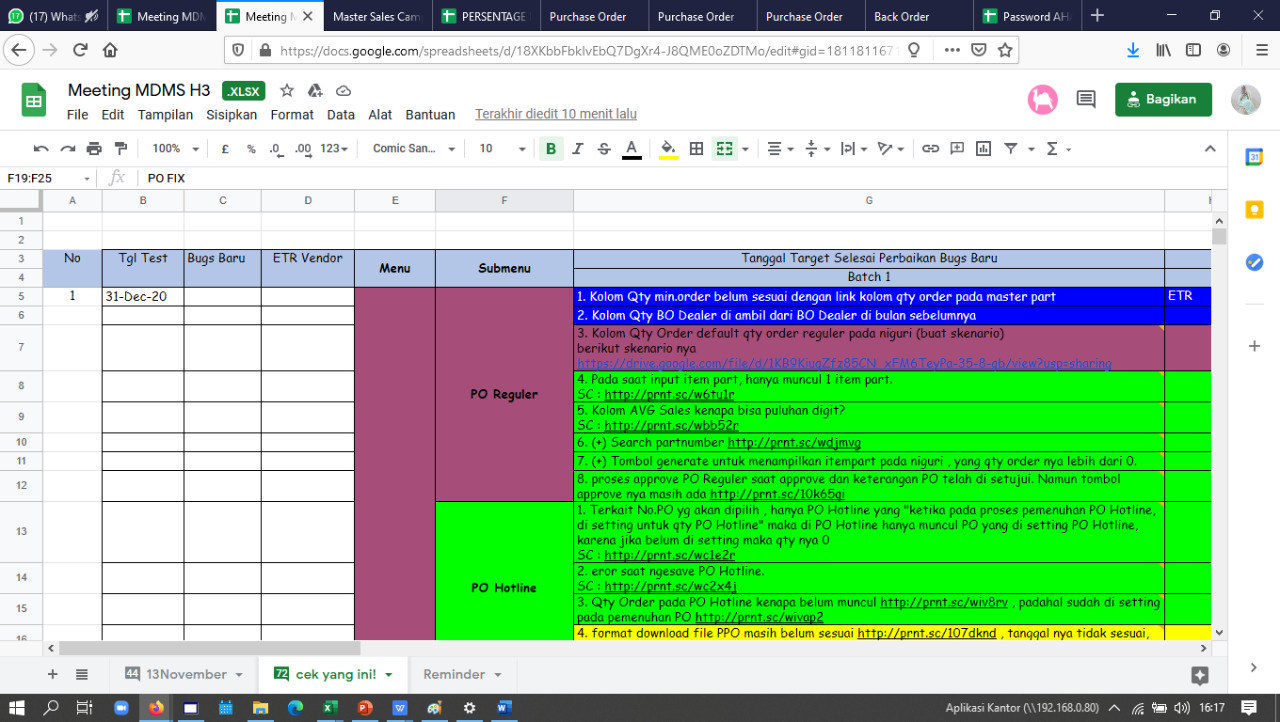 (17) Whats
Meeting MDM
Meeting M
Master Sales Cam
PERSENTASE
Purchase Order
Purchase Order
Purchase Order
Back Order
Password AHA
https://docs.google.com/spreadsheets/d/18XKbbFbkIvEbQ7DgXr4-J8QME0oZDTMo/edit#gid=1811811671
Meeting MDMS H3 .XLSX
Bagikan
File Edit Tampilan Sisipkan Format Data Alat Bantuan Terakhir diedit 10 menit lalu
100% £ % .0 .00 123 Comic San... 10 B I S A
31
F19:F25 fx PO FIX
A B C D E F G H
1
2
3 No Tgl Test Bugs Baru ETR Vendor Menu Submenu Tanggal Target Selesai Perbaikan Bugs Baru
4 Batch 1
5 1 31-Dec-20 1. Kolom Qty min.order belum sesuai dengan link kolom qty order pada master part ETR
6 2. Kolom Qty BO Dealer di ambil dari BO Dealer di bulan sebelumnya
3. Kolom Qty Order default qty order reguler pada niguri (buat skenario)
7 berikut skenario nya
https://drive.google.com/file/d/1KB9KiugZfz85CN_xFM6TeyPa-35-8-qb/view?usp=sharing
PO Reguler
8 4. Pada saat input item part, hanya muncul 1 item part.
SC : http://prnt.sc/w6tu1r
9 5. Kolom AVG Sales kenapa bisa puluhan digit?
SC : http://prnt.sc/wbb52r
10 6. (+) Search partnumber http://prnt.sc/wdjmvg
11 7. (+) Tombol generate untuk menampilkan itempart pada niguri , yang qty order nya lebih dari 0.
12 8. proses approve PO Reguler saat approve dan keterangan PO telah di setujui. Namun tombol
approve nya masih ada http://prnt.sc/10k65qi
PO Hotline
1. Terkait No.PO yg akan dipilih , hanya PO Hotline yang "ketika pada proses pemenuhan PO Hotline,
13 di setting untuk qty PO Hotline" maka di PO Hotline hanya muncul PO yang di setting PO Hotline,
karena jika belum di setting maka qty nya 0
SC : http://prnt.sc/wc1e2r
14 2. eror saat ngesave PO Hotline.
SC : http://prnt.sc/wc2x4j
15 3. Qty Order pada PO Hotline kenapa belum muncul http://prnt.sc/wiv8rv , padahal sudah di setting
pada pemenuhan PO http://prnt.sc/wivap2
16 4. format download file PPO masih belum sesuai http://prnt.sc/107dknd , tanggal nya tidak sesuai,
44 13November
72 cek yang ini!
Reminder
Aplikasi Kantor (\\192.168.0.80)
16:17